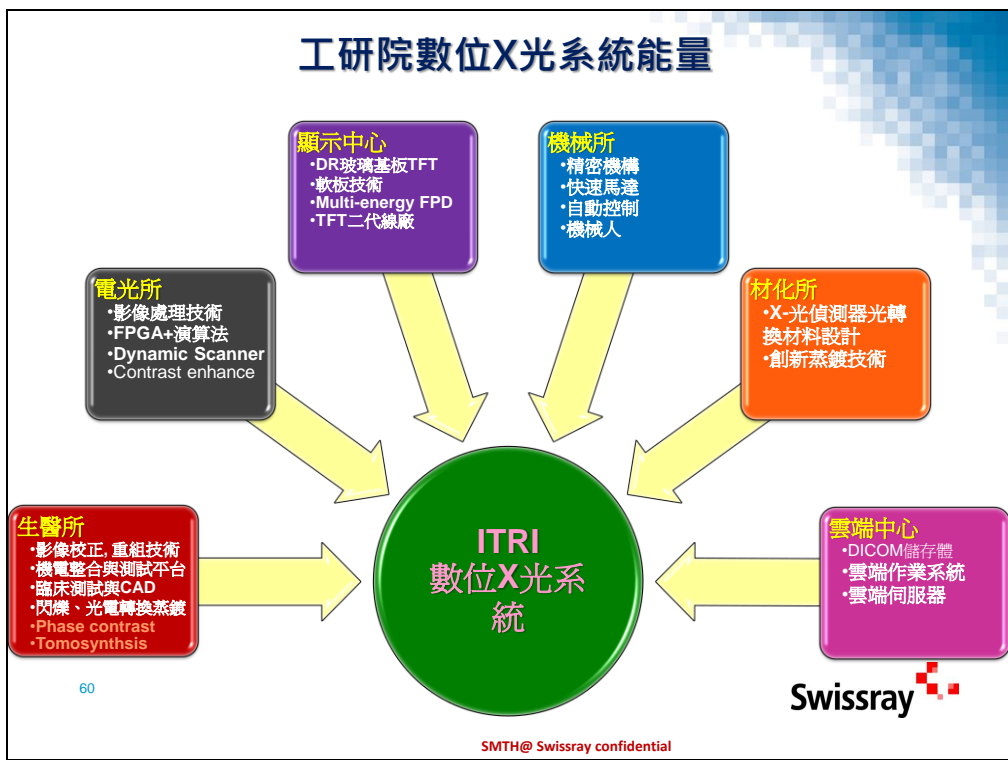 工研院數位X光系統能量
顯示中心
•DR玻璃基板TFT
•軟板技術
•Multi-energy FPD
•TFT二代線廠
機械所
•精密機構
•快速馬達
•自動控制
•機械人
電光所
•影像處理技術
•FPGA+演算法
•Dynamic Scanner
•Contrast enhance
材化所
•X-光偵測器光轉
換材料設計
•創新蒸鍍技術
生醫所
•影像校正, 重組技術
•機電整合與測試平台
•臨床測試與CAD
•閃爍、光電轉換蒸鍍
•Phase contrast
•Tomosynthsis
ITRI
數位X光系
統
雲端中心
•DICOM儲存體
•雲端作業系統
•雲端伺服器
60
Swissray
SMTH@ Swissray confidential